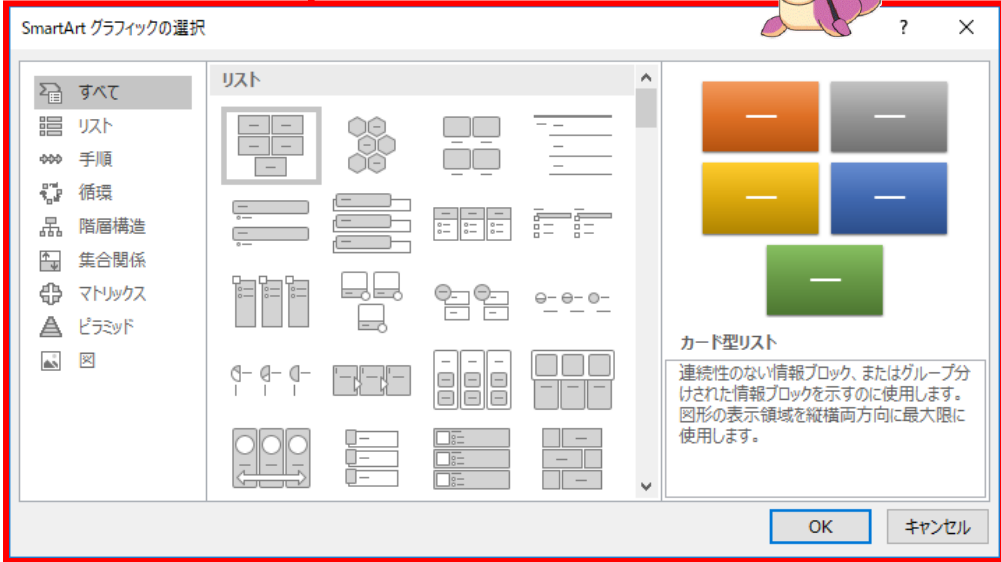 SmartArt グラフィックの選択
?
すべて
リスト
手順
循環
階層構造
集合関係
マトリックス
ピラミッド
図
リスト
カード型リスト
連続性のない情報ブロック、またはグループ分
けされた情報ブロックを示すのに使用します。
図形の表示領域を縦横両方向に最大限に
使用します。
OK
キャンセル